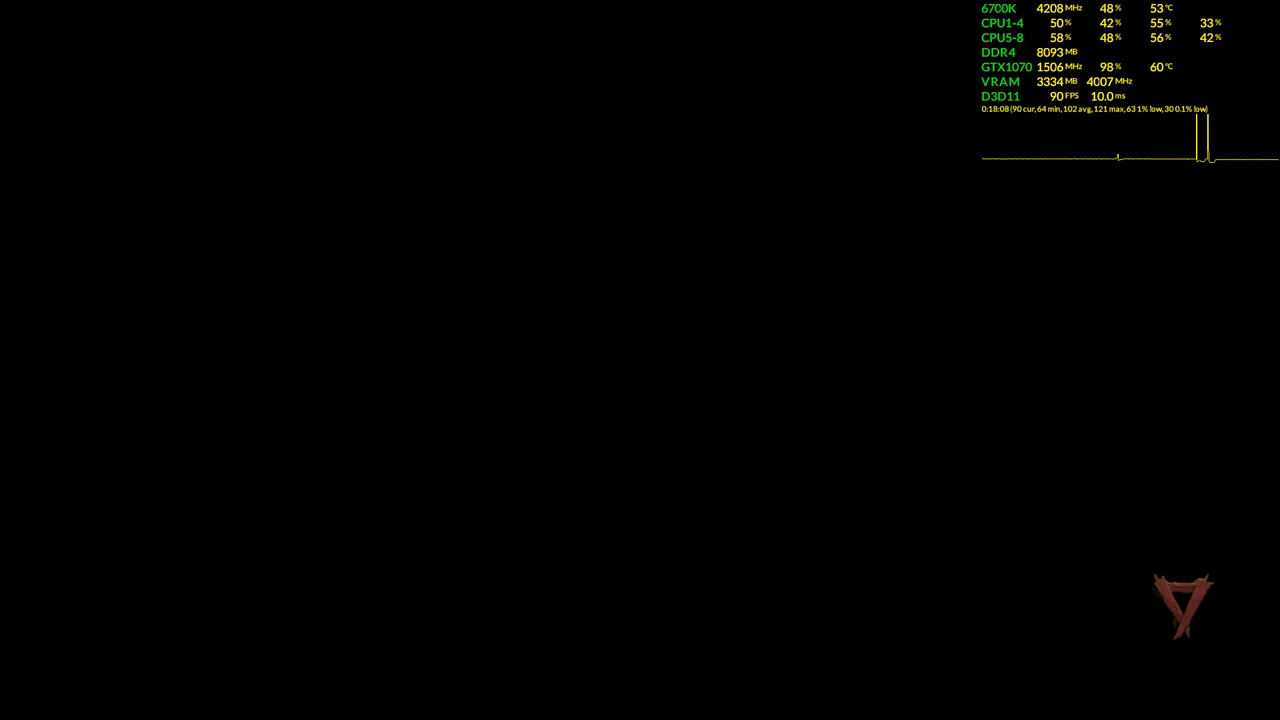 6700K 4208 MHz 48 % 53 °C
CPU1-4 50 % 42 % 55 % 33 %
CPU5-8 58 % 48 % 56 % 42 %
DDR4 8093 MB
GTX1070 1506 MHz 98 % 60 °C
VRAM 3334 MB 4007 MHz
D3D11 90 FPS 10.0 ms
0:18:08 (90 cur, 64 min, 102 avg, 121 max, 63 1% low, 30 0.1% low)